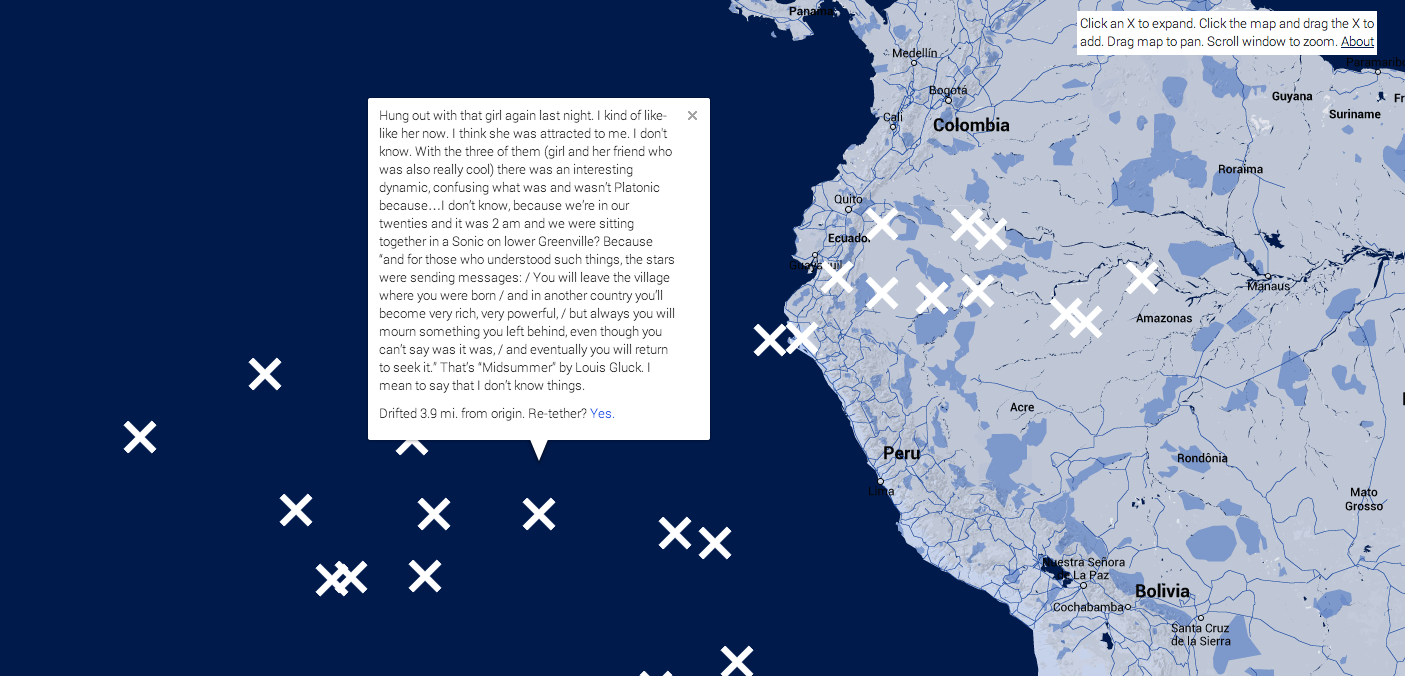 Panama
Click an X to expand. Click the map and drag the X to
add. Drag map to pan. Scroll window to zoom. About
Medellín
Paramaribo
Bogotá
Guyana
Fr
Suriname
Cali
Colombia
Hung out with that girl again last night. I kind of like-
like her now. I think she was attracted to me. I don't
know. With the three of them (girl and her friend who
was also really cool) there was an interesting
dynamic, confusing what was and wasn't Platonic
because…I don't know, because we're in our
twenties and it was 2 am and we were sitting
together in a Sonic on lower Greenville? Because
“and for those who understood such things, the stars
were sending messages: / You will leave the village
where you were born / and in another country you'll
become very rich, very powerful, / but always you will
mourn something you left behind, even though you
can't say was it was, / and eventually you will return
to seek it.” That's “Midsummer” by Louis Gluck. I
mean to say that I don't know things.
Drifted 3.9 mi. from origin. Re-tether? Yes.
Roraima
Quito
Ecuador
Guayaquil
Manaus
Amazonas
Acre
Peru
Rondônia
Lima
Mato
Grosso
Nuestra Señora
de La Paz
Bolivia
Cochabamba
Santa Cruz
de la Sierra